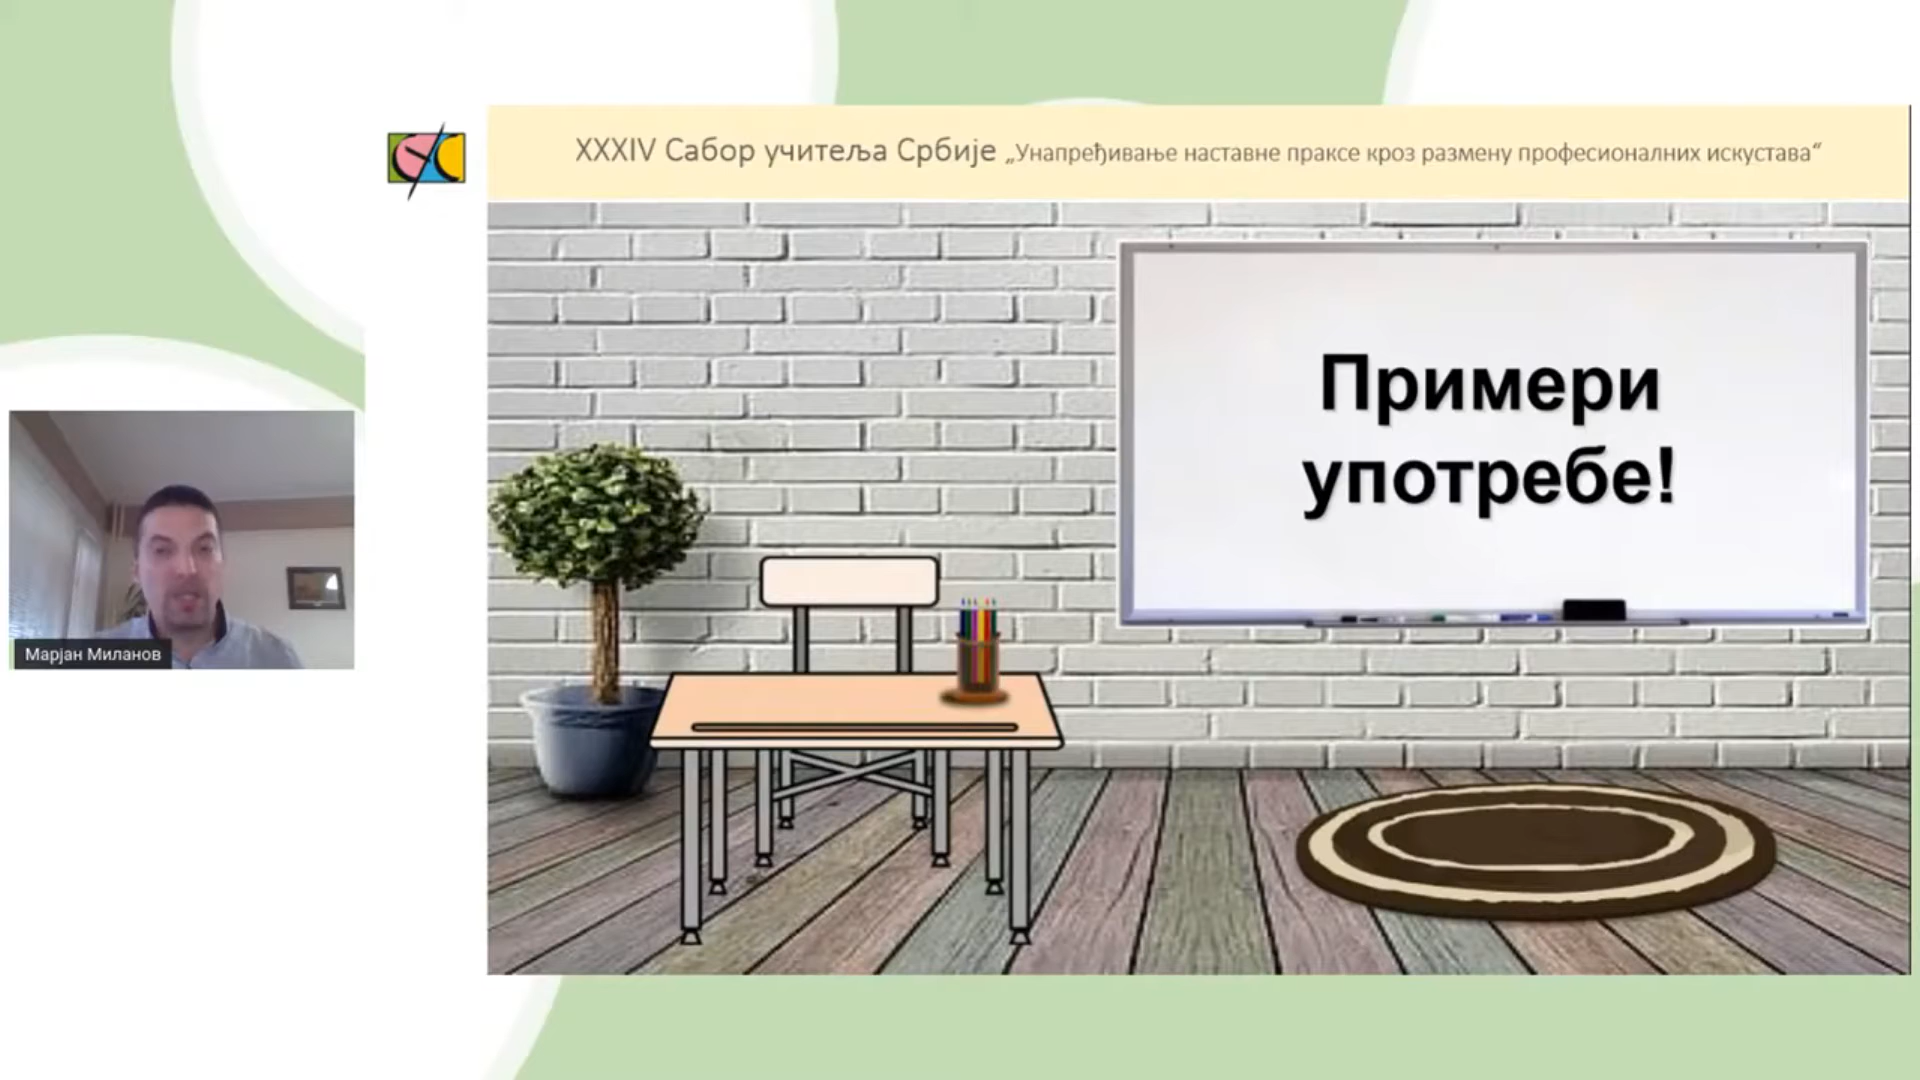 XXXIV Сабор учитеља Србије „Унапређивање наставне праксе кроз размену професионалних искустава“
Примери
употребе!
Марјан Миланов